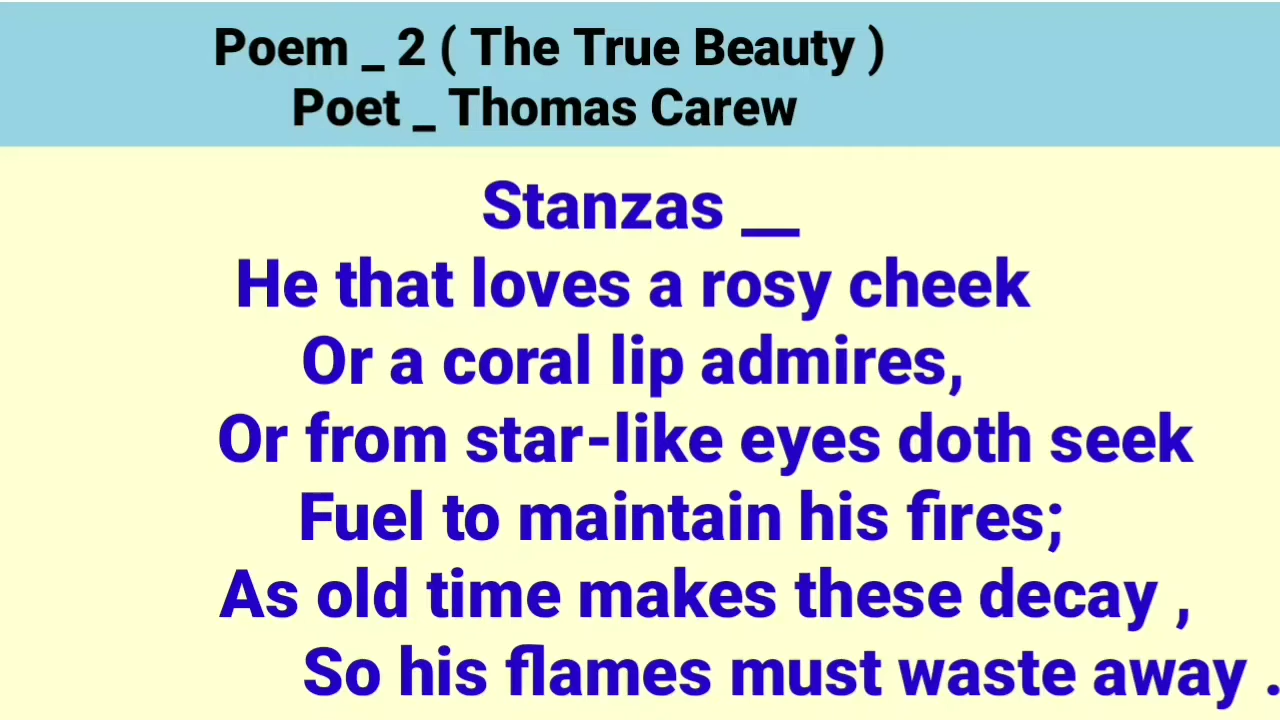 Poem _ 2 ( The True Beauty )
Poet _ Thomas Carew
Stanzas __
He that loves a rosy cheek
Or a coral lip admires,
Or from star-like eyes doth seek
Fuel to maintain his fires;
As old time makes these decay ,
So his flames must waste away .